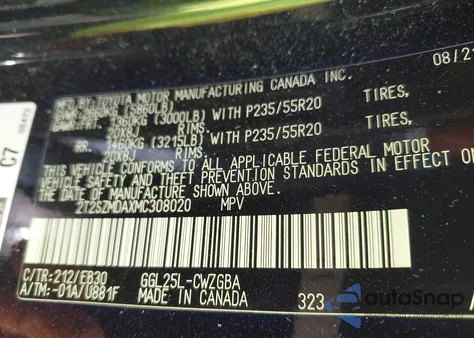 08/21
MFD.BY:TOYOTA MOTOR MANUFACTURING CANADA INC.
(5860LB)
1360KG (3000LB) WITH P235/55R20 TIRES,
20X8J RIMS.
RR. 1460KG (3215LB) WITH P235/55R20 TIRES,
20X8J RIMS.
THIS VEHICLE CONFORMS TO ALL APPLICABLE FEDERAL MOTOR
VEHICLE SAFETY AND THEFT PREVENTION STANDARDS IN EFFECT ON
THE DATE OF MANUFACTURE SHOWN ABOVE.
2T2SZMDAXMC308020 MPV
C/TR:212/EB30 GGL25L-CWZGBA
A/TM:-01A/U881F MADE IN CANADA 323
C7
autoSnap